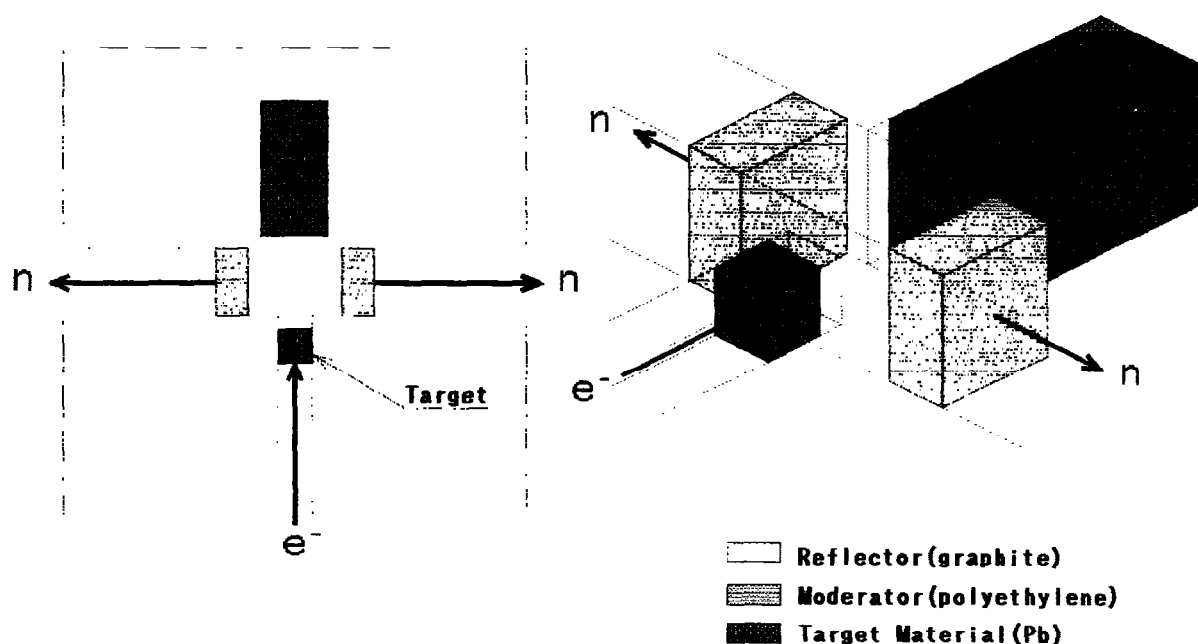 n
n
Target
e⁻
n
e⁻
n
Reflector(graphite)
Moderator(polyethylene)
Target Material(Pb)